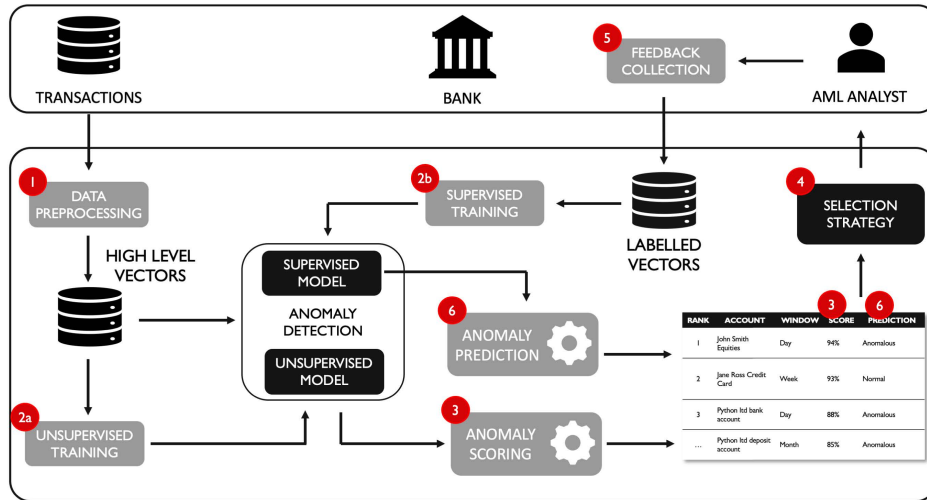 5
FEEDBACK
COLLECTION
TRANSACTIONS
BANK
AML ANALYST
1
DATA
PREPROCESSING
2b
SUPERVISED
TRAINING
4
SELECTION
STRATEGY
HIGH LEVEL
VECTORS
LABELLED
VECTORS
SUPERVISED
MODEL
ANOMALY
DETECTION
UNSUPERVISED
MODEL
6
ANOMALY
PREDICTION
3
6
RANK ACCOUNT WINDOW SCORE PREDICTION
1 John Smith Equities Day 94% Anomalous
2 Jane Ross Credit Card Week 93% Normal
3 Python ltd bank account Day 88% Anomalous
... Python ltd deposit account Month 85% Anomalous
2a
UNSUPERVISED
TRAINING
3
ANOMALY
SCORING